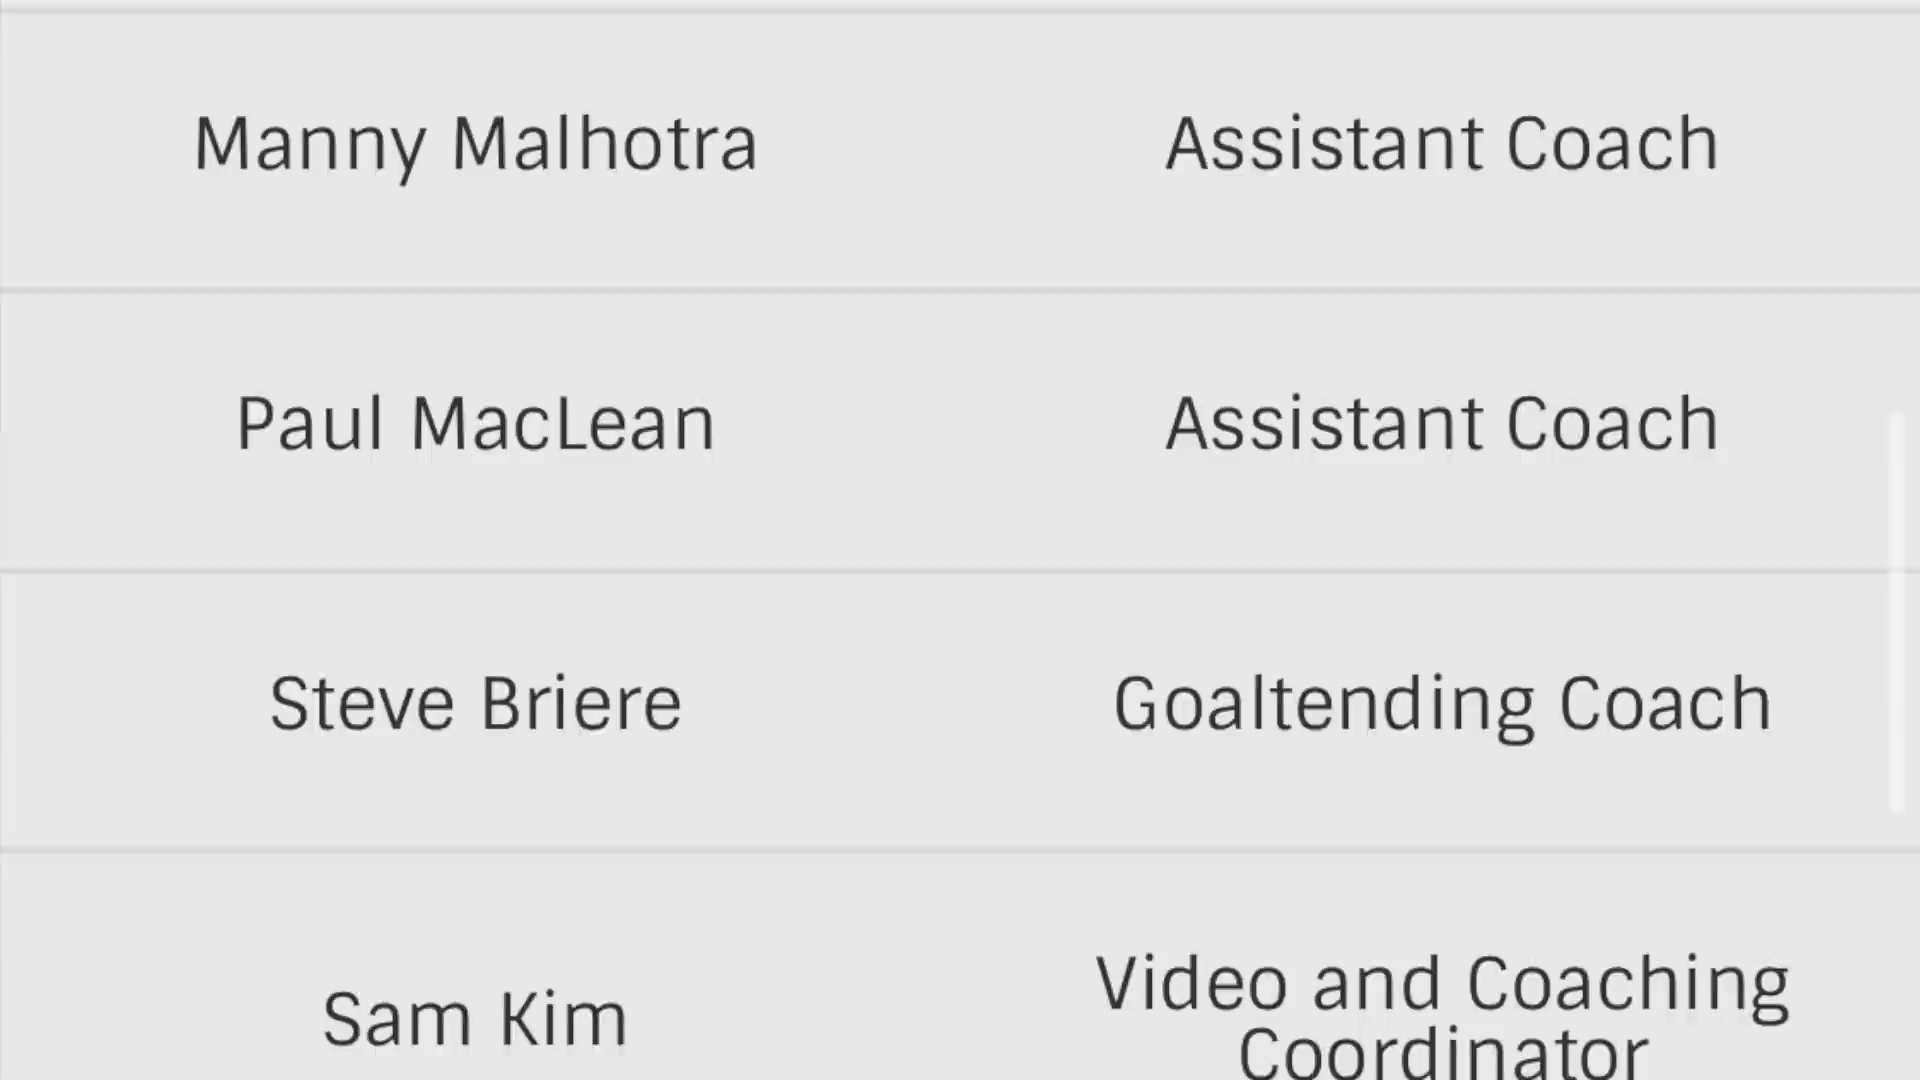 Manny Malhotra Assistant Coach
Paul MacLean Assistant Coach
Steve Briere Goaltending Coach
Sam Kim Video and Coaching
Coordinator